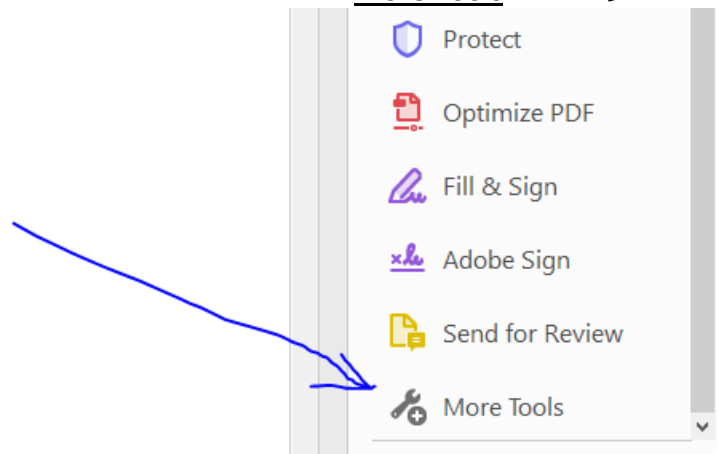 Protect
Optimize PDF
Fill & Sign
Adobe Sign
Send for Review
More Tools